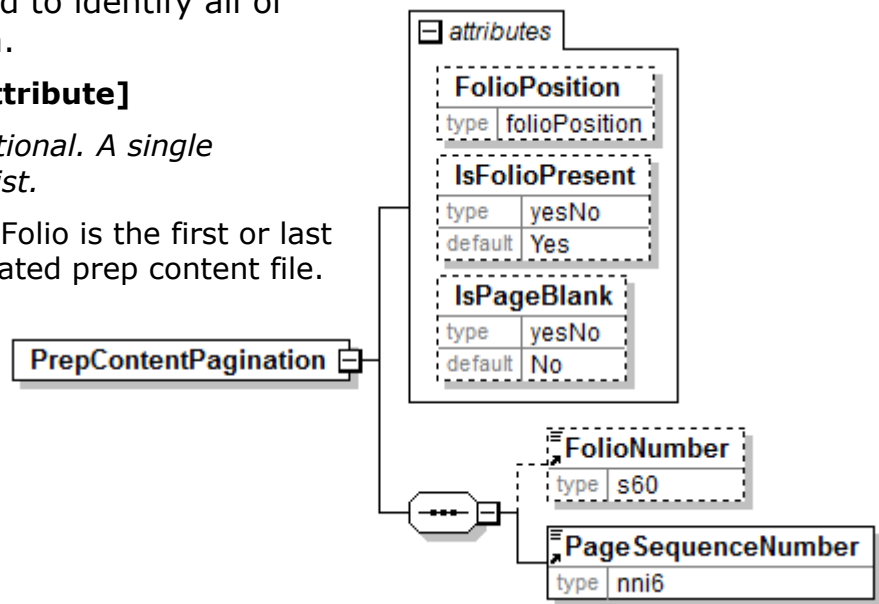 d to identify all of
.
ttribute]
tional. A single
ist.
Folio is the first or last
ated prep content file.
attributes
FolioPosition
type folioPosition
IsFolioPresent
type yesNo
default Yes
IsPageBlank
type yesNo
default No
PrepContentPagination
FolioNumber
type s60
PageSequenceNumber
type nni6